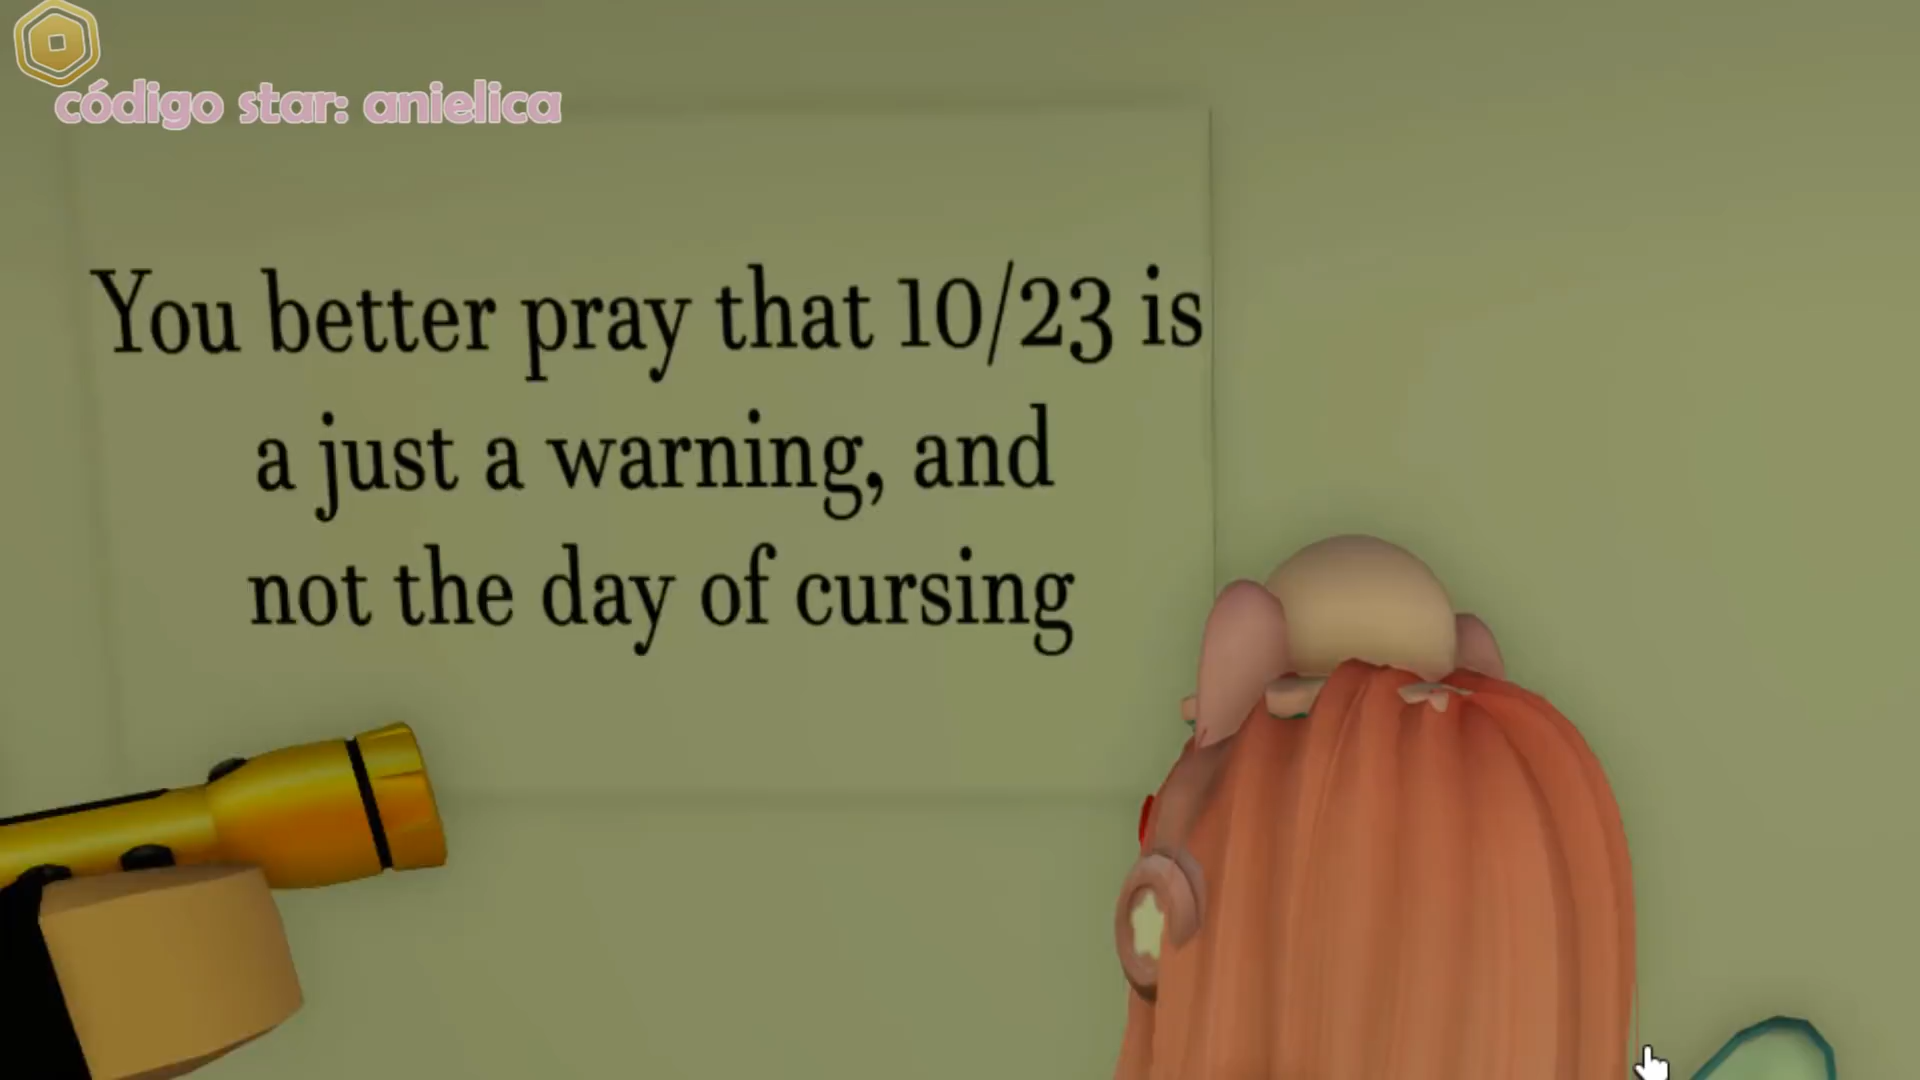 código star: anielica
You better pray that 10/23 is
a just a warning, and
not the day of cursing